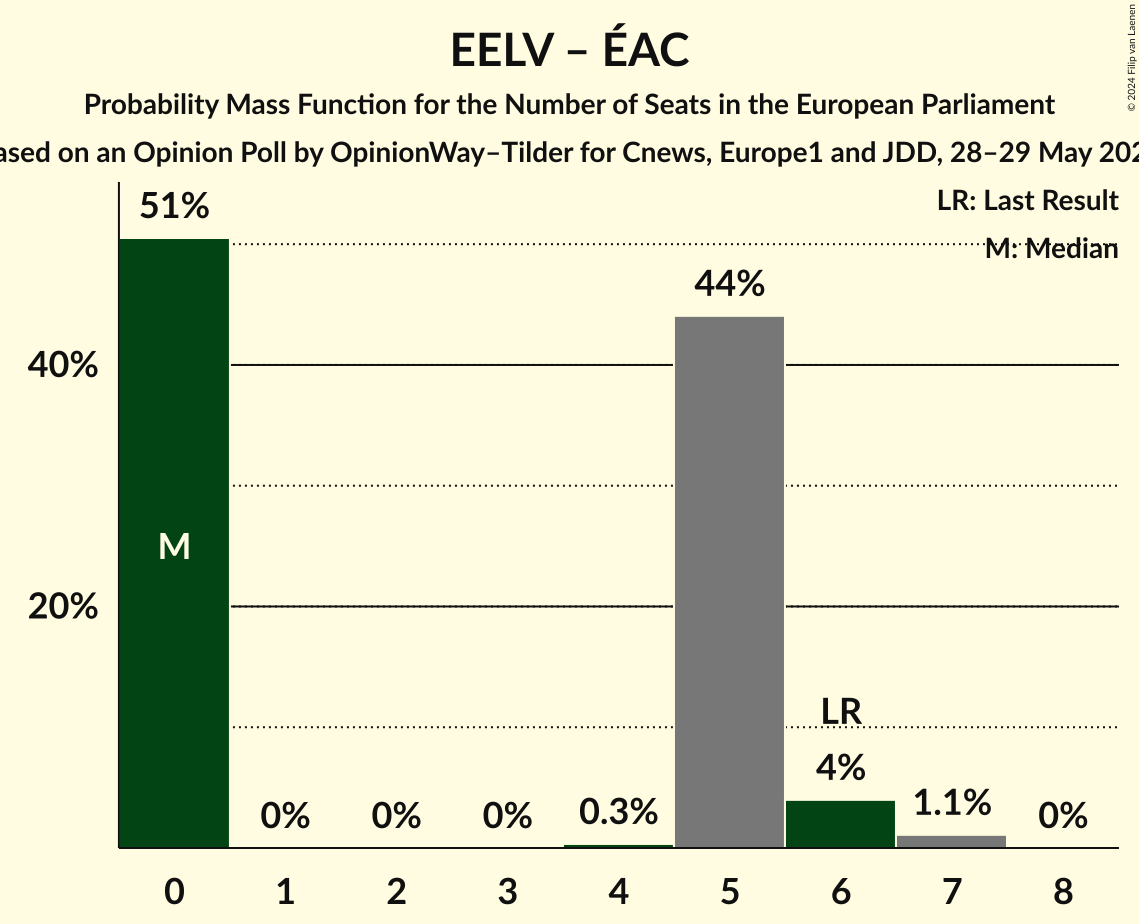 EELV – ÉAC
Probability Mass Function for the Number of Seats in the European Parliament
on an Opinion Poll by OpinionWay–Tilder for Cnews, Europe1 and JDD, 28–29 May
© 2024 Filip van Laenen
LR: Last Result
M: Median
51%
44%
40%
M
20%
LR
4%
0% 0% 0% 0.3% 1.1% 0%
0 1 2 3 4 5 6 7 8